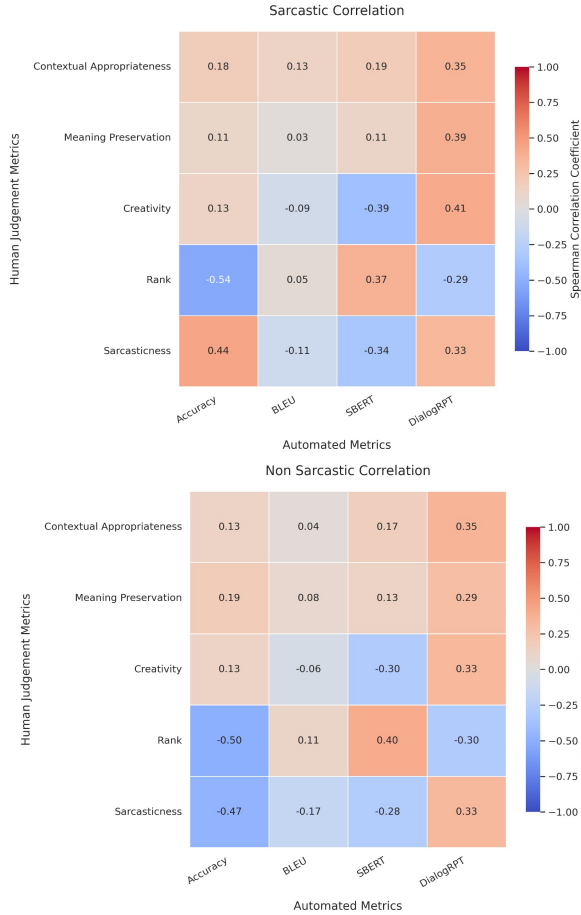 Sarcastic Correlation
Human Judgement Metrics
Contextual Appropriateness 0.18 0.13 0.19 0.35
Meaning Preservation 0.11 0.03 0.11 0.39
Creativity 0.13 -0.09 -0.39 0.41
Rank -0.54 0.05 0.37 -0.29
Sarcasticness 0.44 -0.11 -0.34 0.33
Accuracy BLEU SBERT DialogRPT
Automated Metrics
1.00
0.75
0.50
0.25
0.00
−0.25
−0.50
−0.75
−1.00
Spearman Correlation Coefficient
Non Sarcastic Correlation
Human Judgement Metrics
Contextual Appropriateness 0.13 0.04 0.17 0.35
Meaning Preservation 0.19 0.08 0.13 0.29
Creativity 0.13 -0.06 -0.30 0.33
Rank -0.50 0.11 0.40 -0.30
Sarcasticness -0.47 -0.17 -0.28 0.33
Accuracy BLEU SBERT DialogRPT
Automated Metrics
1.00
0.75
0.50
0.25
0.00
−0.25
−0.50
−0.75
−1.00